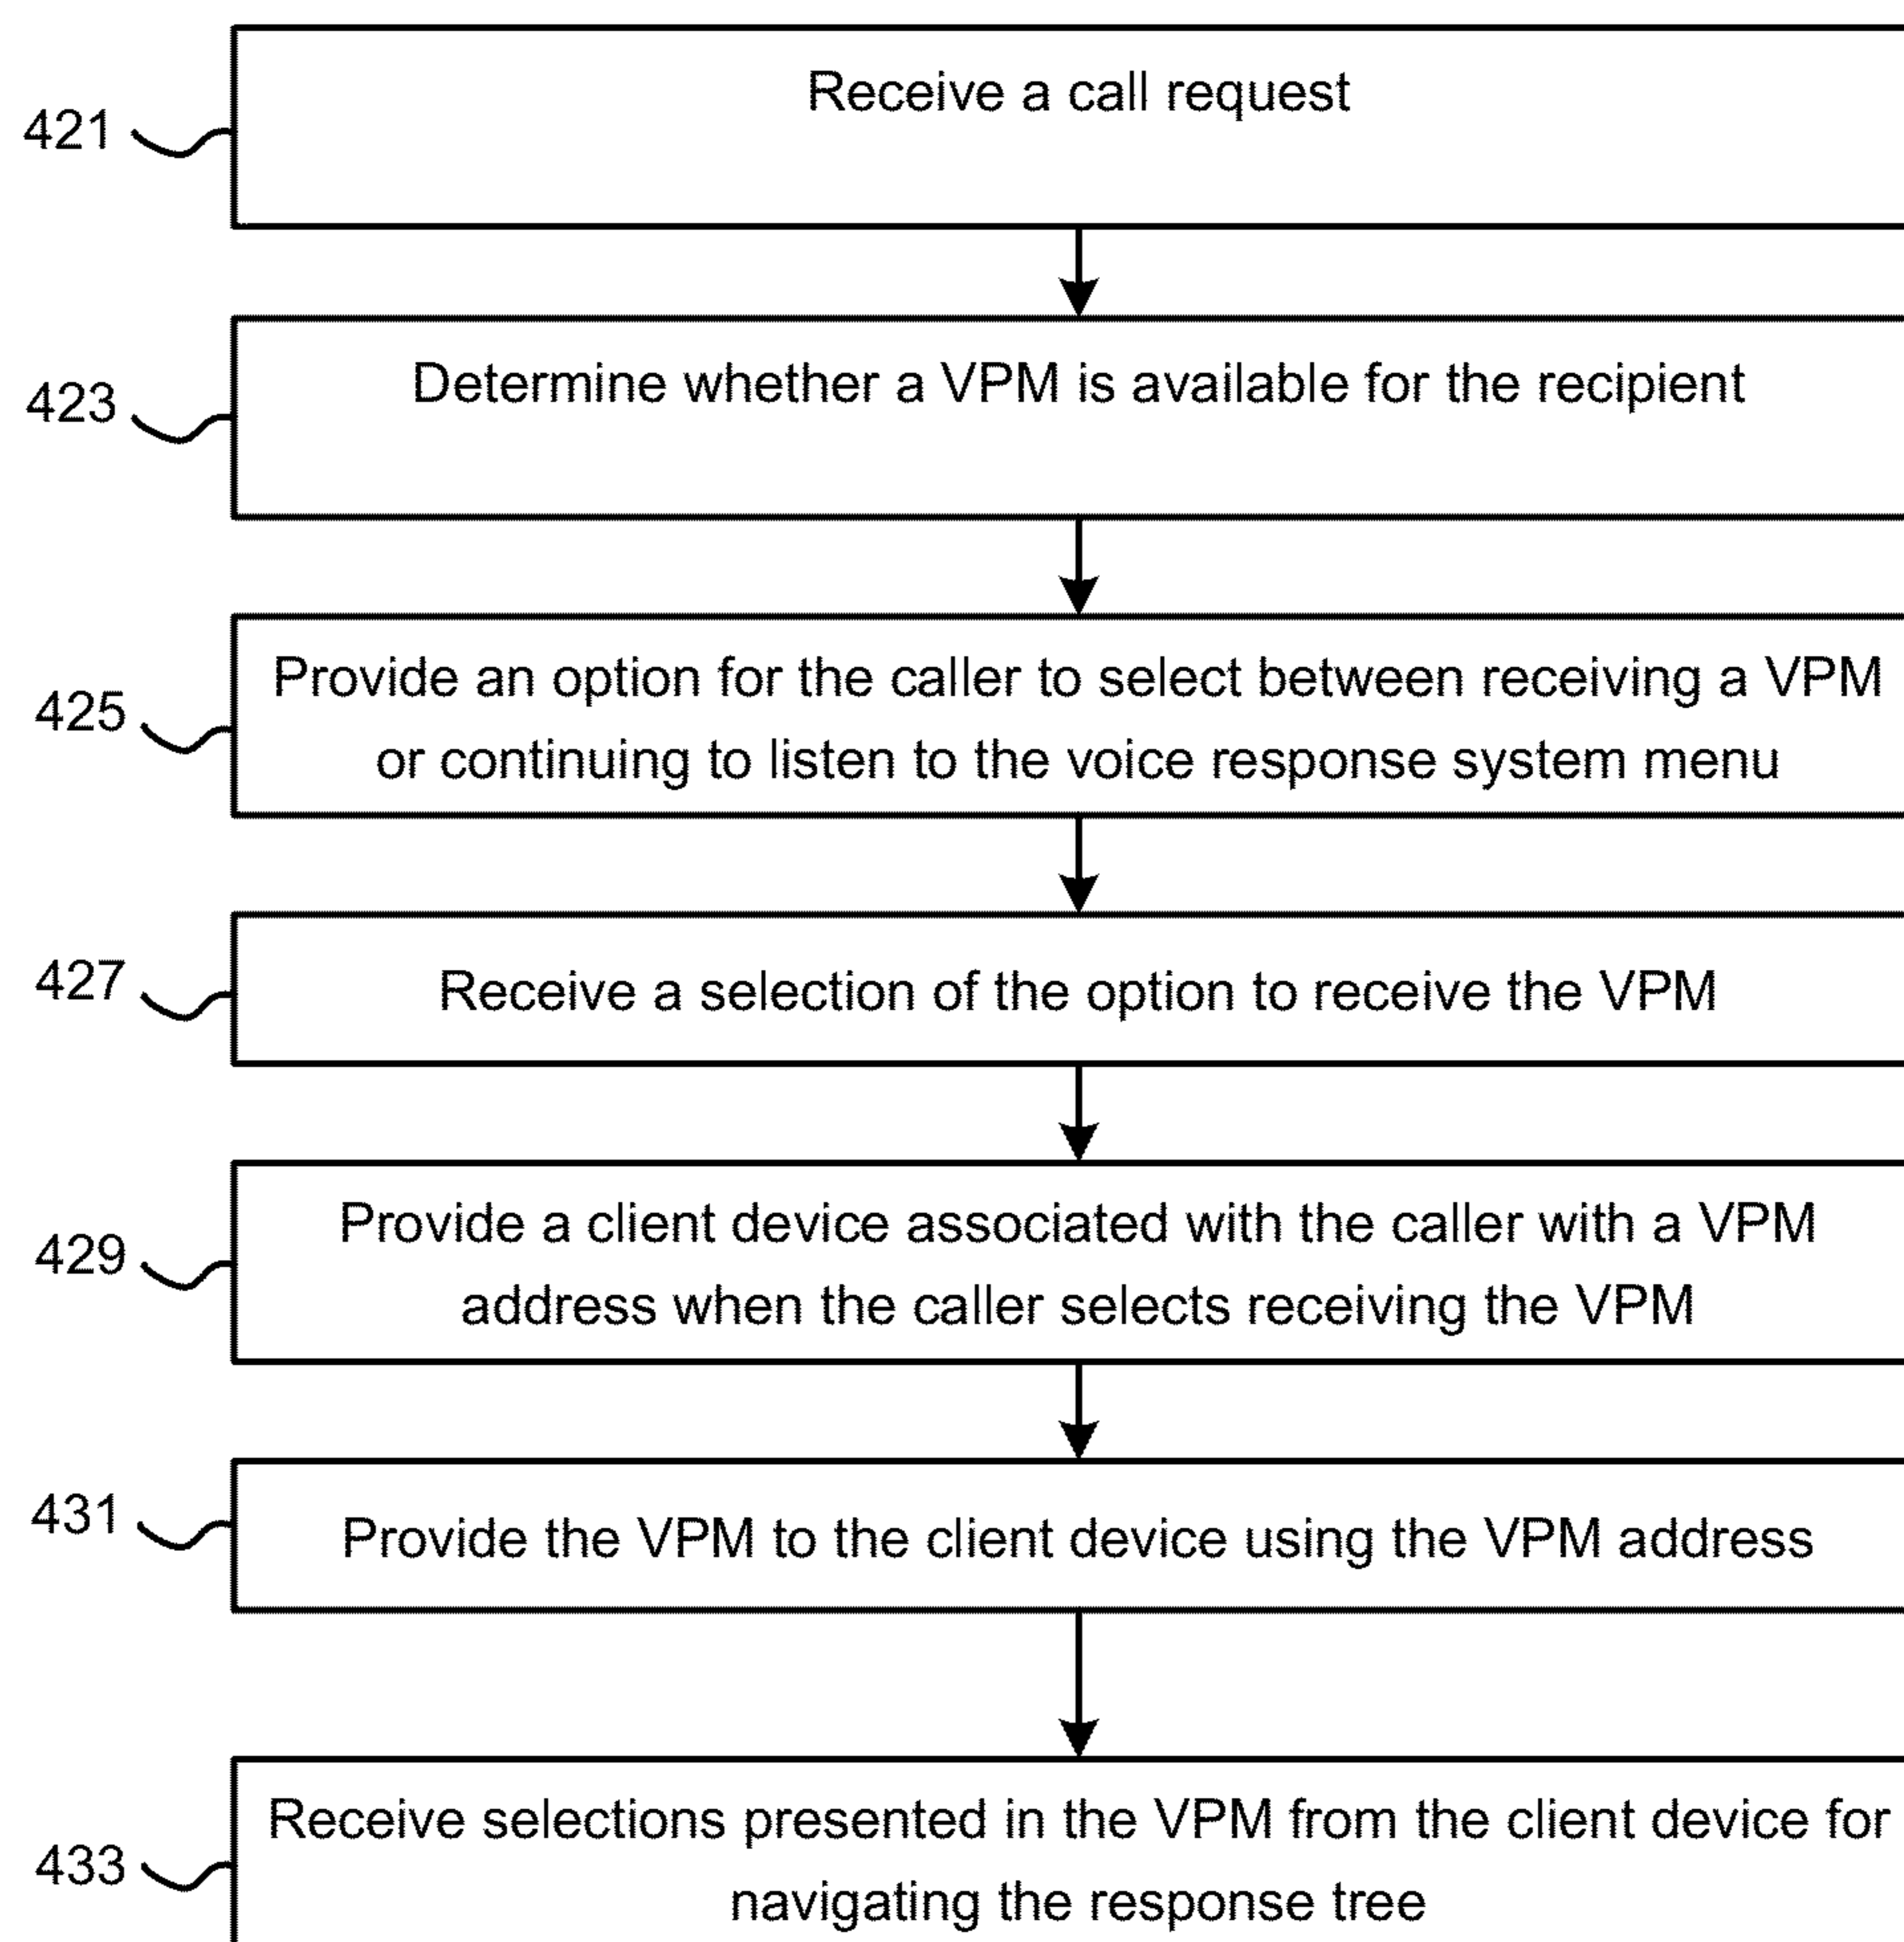 421
Receive a call request
423
Determine whether a VPM is available for the recipient
425
Provide an option for the caller to select between receiving a VPM
or continuing to listen to the voice response system menu
427
Receive a selection of the option to receive the VPM
429
Provide a client device associated with the caller with a VPM
address when the caller selects receiving the VPM
431
Provide the VPM to the client device using the VPM address
433
Receive selections presented in the VPM from the client device for
navigating the response tree